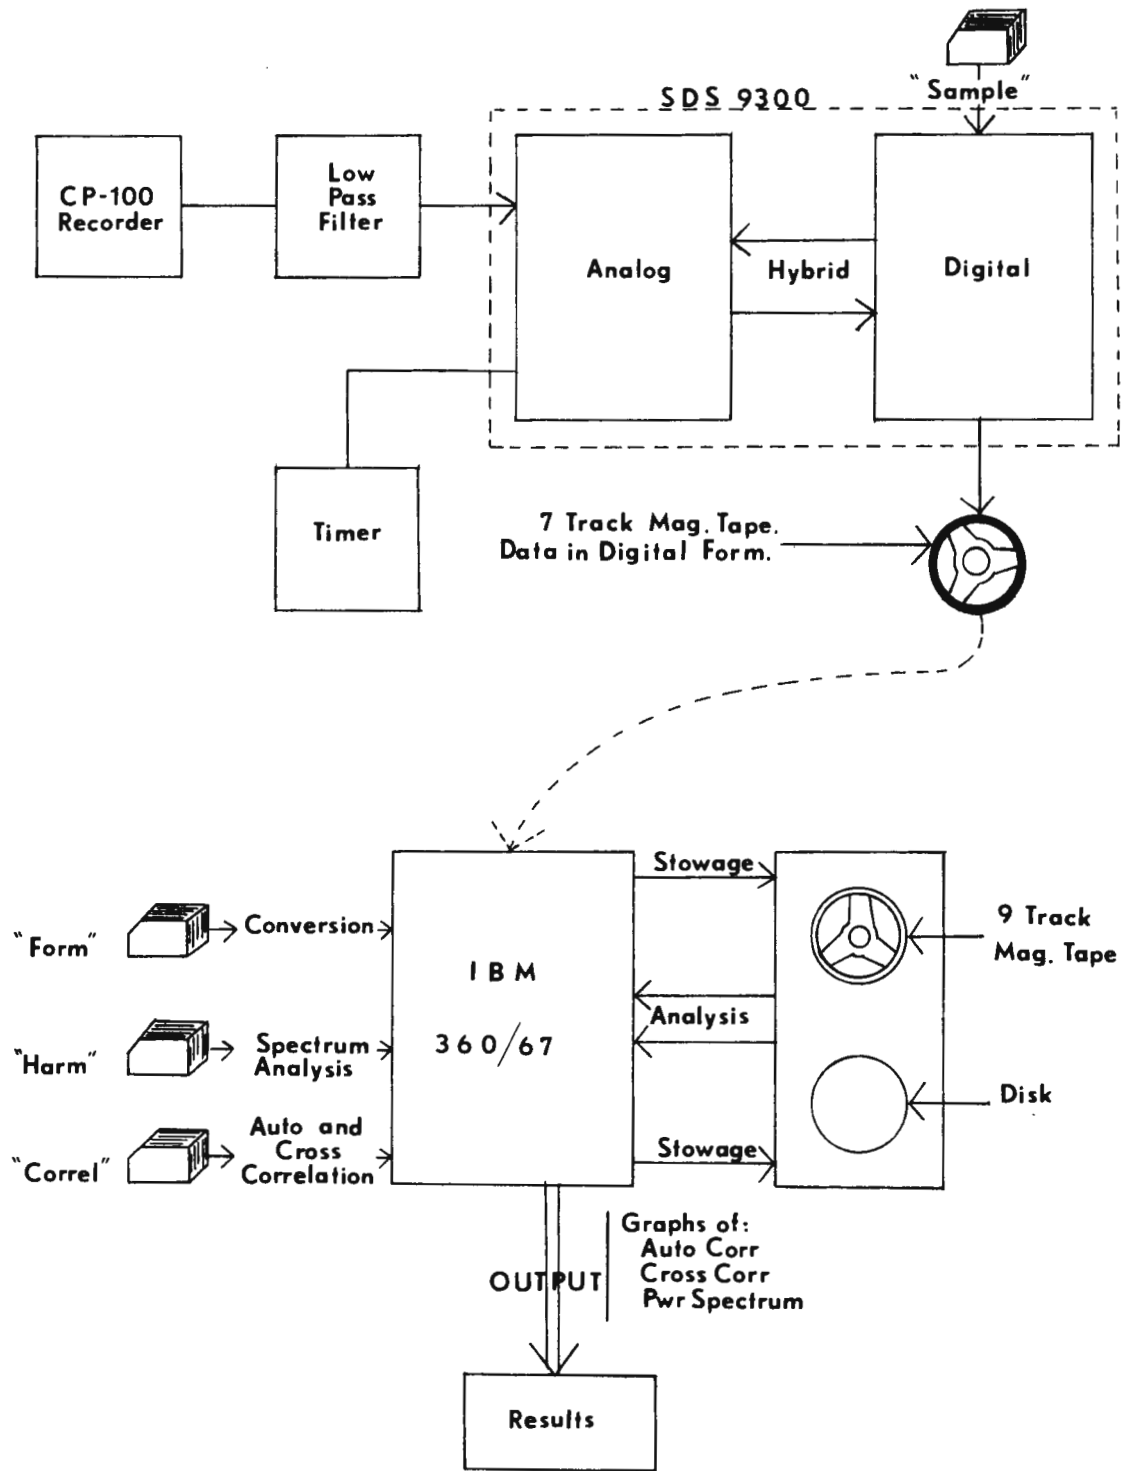 "Sample"
SDS 9300
CP-100
Recorder
Low
Pass
Filter
Analog
Hybrid
Digital
Timer
7 Track Mag. Tape.
Data in Digital Form.
"Form"
Conversion
"Harm"
Spectrum
Analysis
"Correl"
Auto and
Cross
Correlation
IBM
360/67
Stowage
Analysis
Stowage
9 Track
Mag. Tape
Disk
OUTPUT
Graphs of:
Auto Corr
Cross Corr
Pwr Spectrum
Results